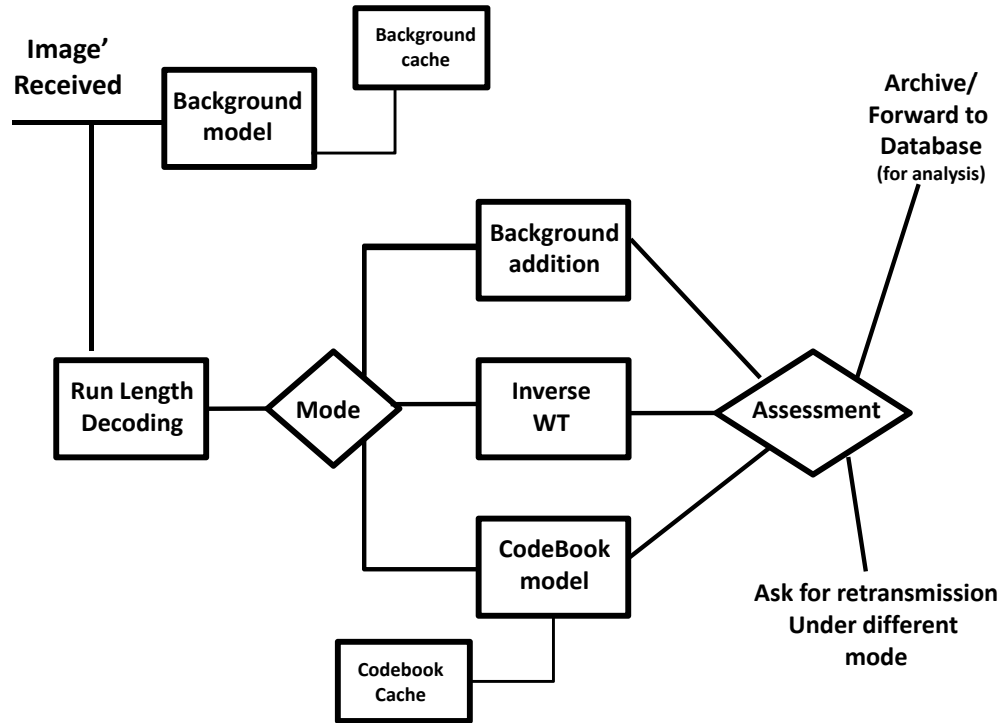 Image’
Received
Background
model
Background
cache
Archive/
Forward to
Database
(for analysis)
Background
addition
Run Length
Decoding
Mode
Inverse
WT
Assessment
CodeBook
model
Codebook
Cache
Ask for retransmission
Under different
mode